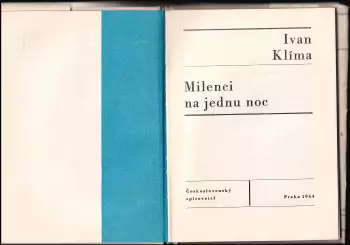 Ivan
Klíma
Milenci
na jednu noc
Československý
spisovatel
Praha 1964